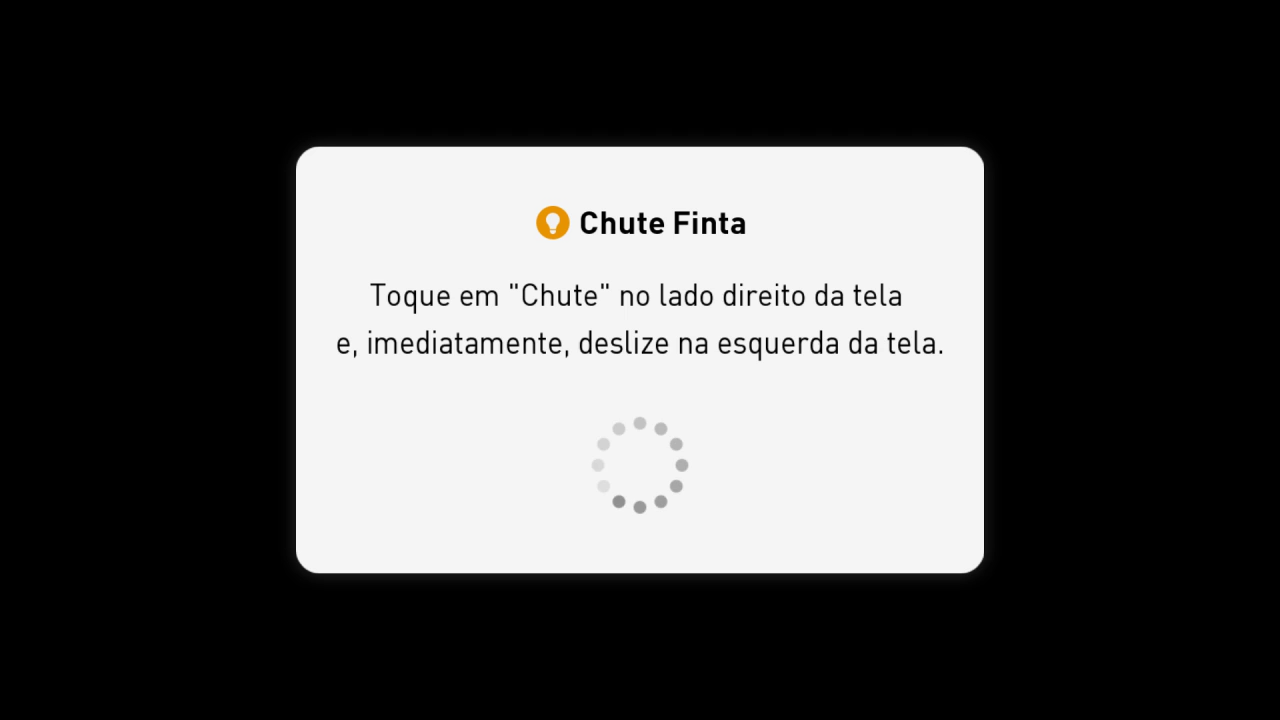 Chute Finta
Toque em "Chute" no lado direito da tela
e, imediatamente, deslize na esquerda da tela.